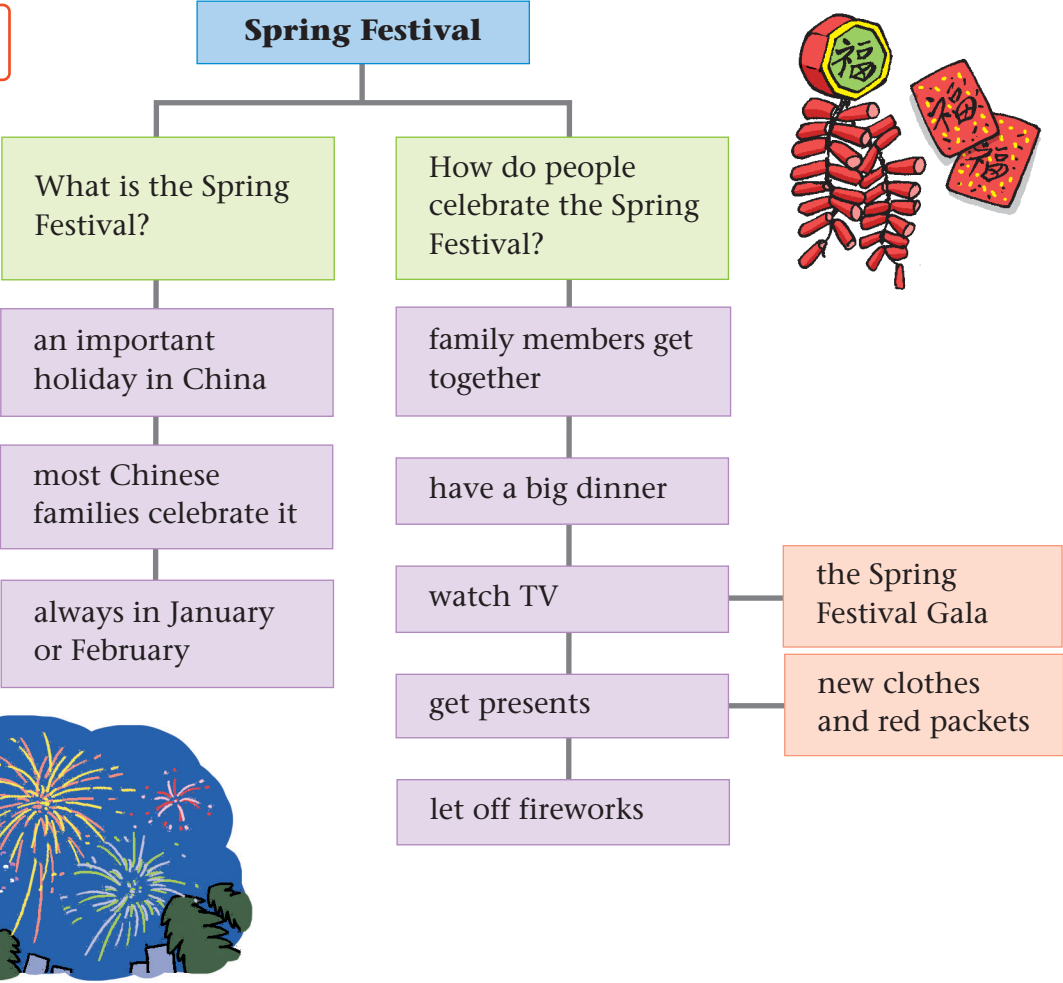 Spring Festival
What is the Spring
Festival?
an important
holiday in China
most Chinese
families celebrate it
always in January
or February
How do people
celebrate the Spring
Festival?
family members get
together
have a big dinner
watch TV
the Spring
Festival Gala
get presents
new clothes
and red packets
let off fireworks
福
福
福